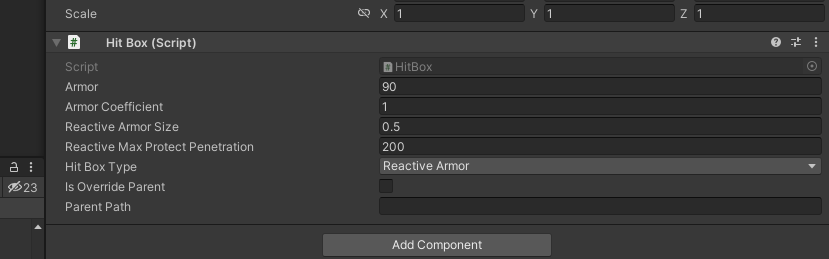 Scale X 1 Y 1 Z 1
# Hit Box (Script)
Script # HitBox
Armor 90
Armor Coefficient 1
Reactive Armor Size 0.5
Reactive Max Protect Penetration 200
Hit Box Type Reactive Armor
23 Is Override Parent
Parent Path
Add Component